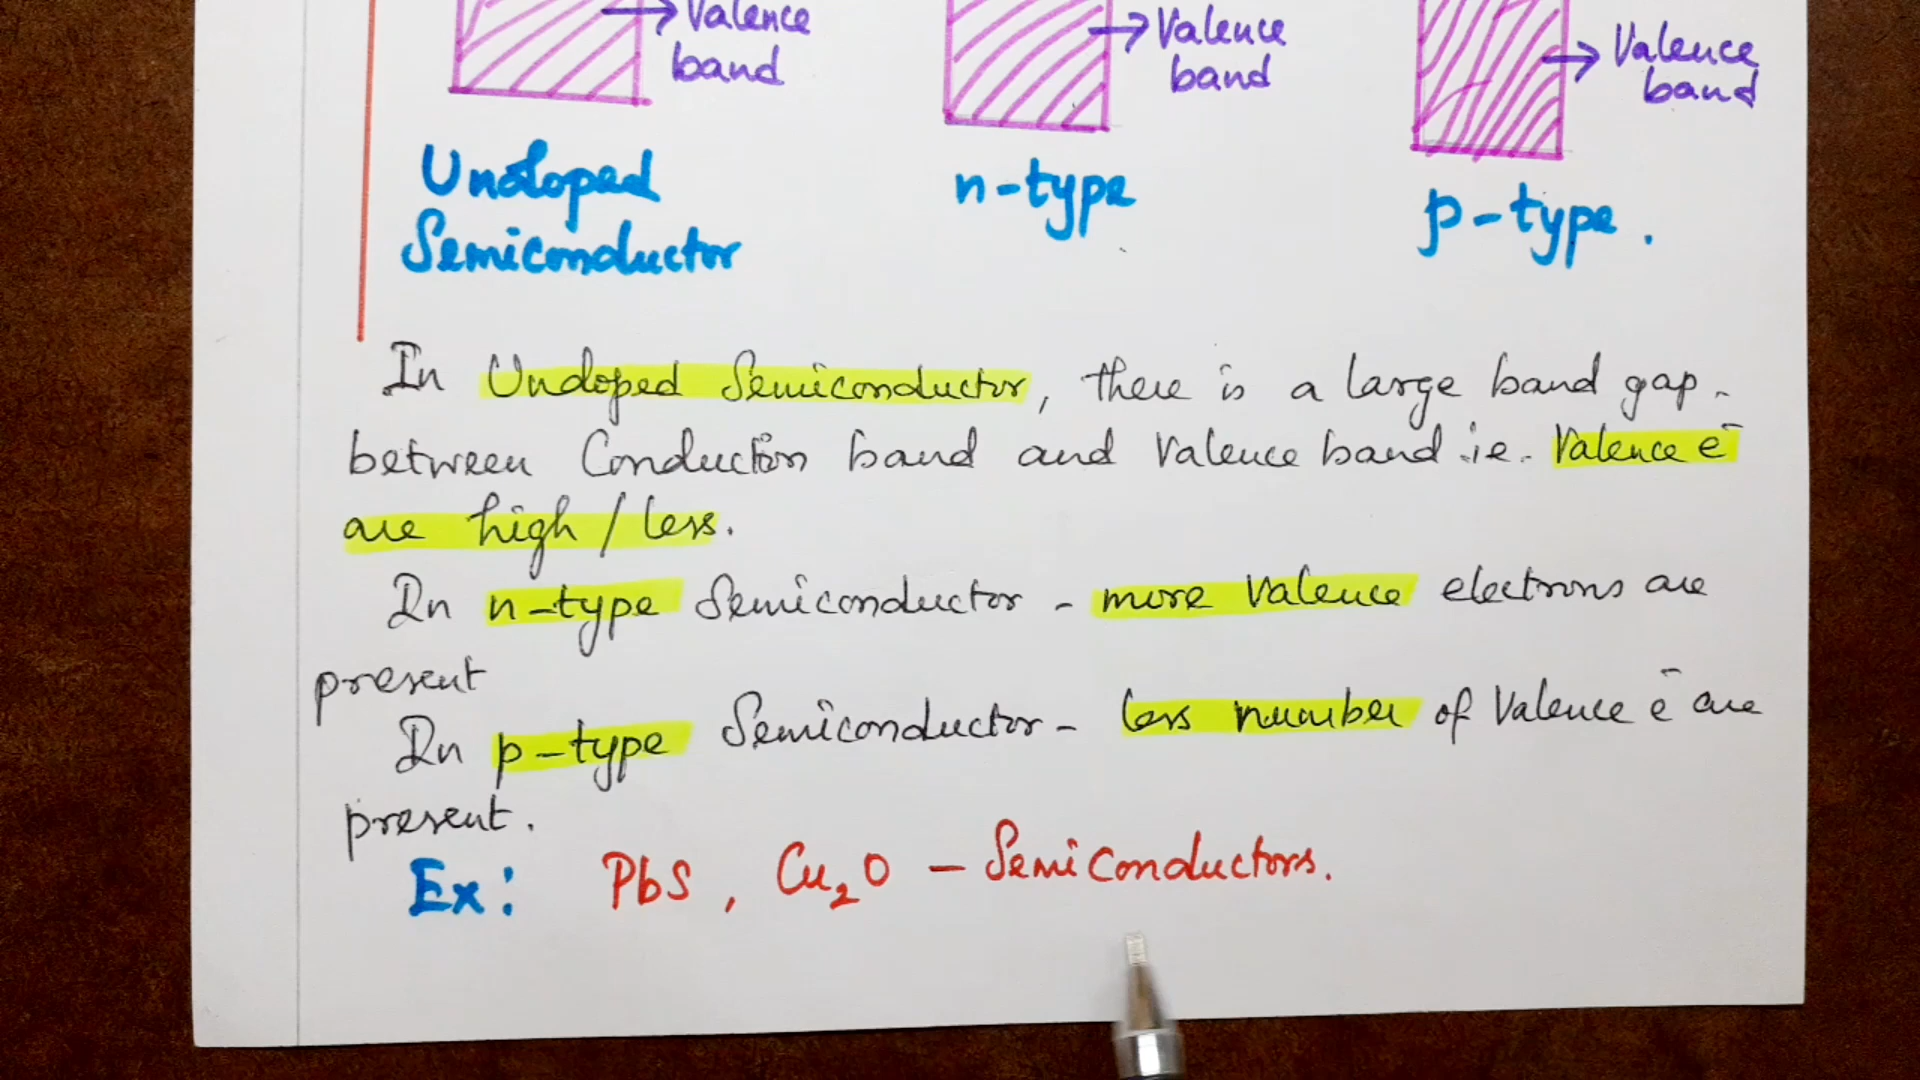 Valence band
Valence band
Valence band
Undoped Semiconductor
n-type
p-type.
In Undoped Semiconductor, there is a large band gap
between Conduction band and Valence band .ie. Valence e⁻
are high / less.
In n-type Semiconductor - more Valence electrons are
present
In p-type Semiconductor - less number of Valence e⁻ are
present.
Ex: PbS, Cu₂O – Semiconductors.